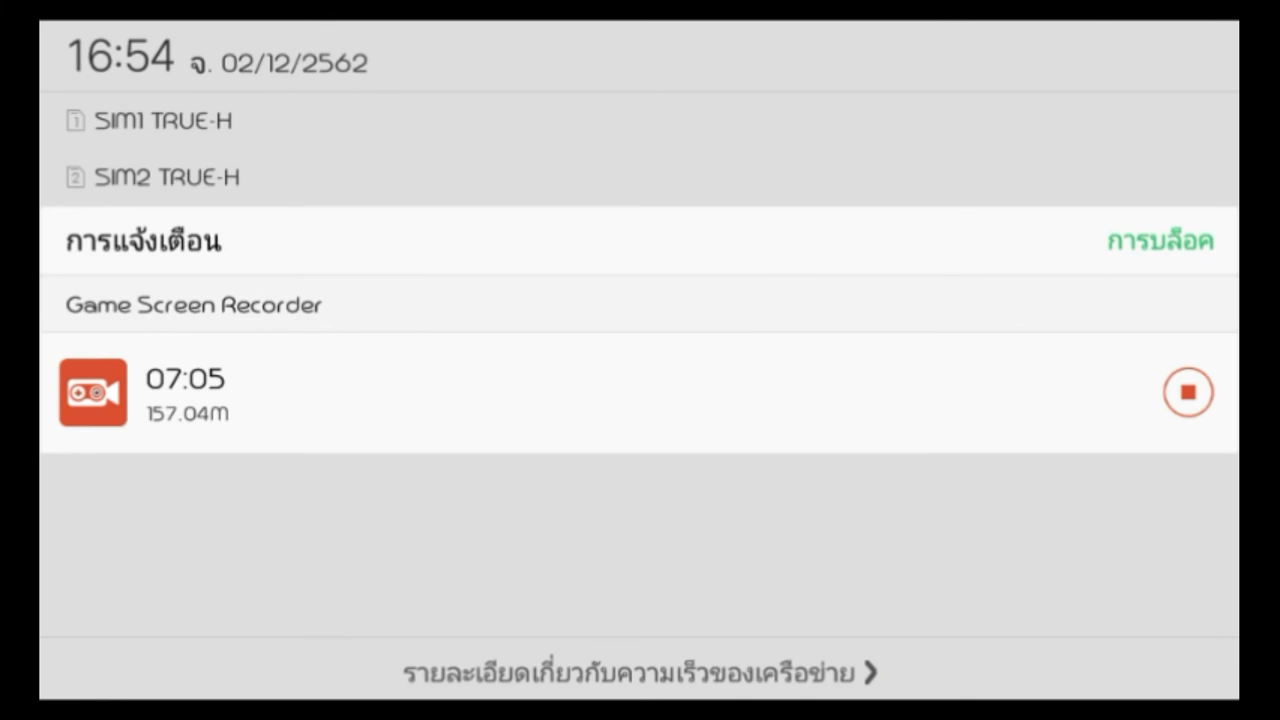 16:54 จ. 02/12/2562
1 SIM1 TRUE-H
2 SIM2 TRUE-H
การแจ้งเตือน การบล็อค
Game Screen Recorder
07:05
157.04M
รายละเอียดเกี่ยวกับความเร็วของเครือข่าย ❯